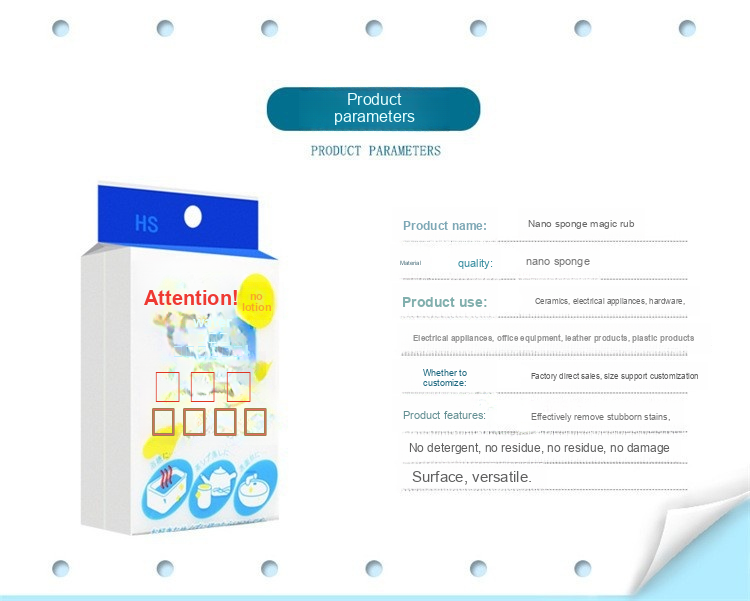 Product
parameters
PRODUCT PARAMETERS
HS
Attention!
no
lotion
Product name: Nano sponge magic rub
Material quality: nano sponge
Product use: Ceramics, electrical appliances, hardware,
Electrical appliances, office equipment, leather products, plastic products
Whether to
customize:
Factory direct sales, size support customization
Product features: Effectively remove stubborn stains,
No detergent, no residue, no residue, no damage
Surface, versatile.